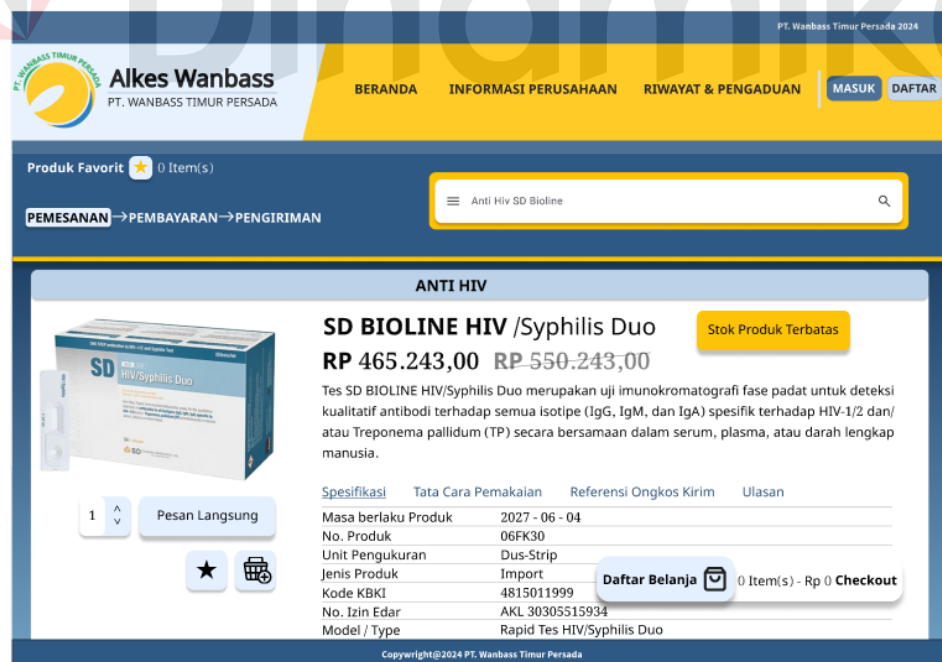 Dinamika
PT. Wanbass Timur Persada 2024
PT. WANBASS TIMUR PERSADA
Alkes Wanbass
PT. WANBASS TIMUR PERSADA
BERANDA INFORMASI PERUSAHAAN RIWAYAT & PENGADUAN MASUK DAFTAR
Produk Favorit 0 Item(s)
Anti Hiv SD Bioline
PEMESANAN→PEMBAYARAN→PENGIRIMAN
ANTI HIV
SD BIOLINE HIV /Syphilis Duo
Stok Produk Terbatas
RP 465.243,00 RP 550.243,00
Tes SD BIOLINE HIV/Syphilis Duo merupakan uji imunokromatografi fase padat untuk deteksi
kualitatif antibodi terhadap semua isotipe (IgG, IgM, dan IgA) spesifik terhadap HIV-1/2 dan/
atau Treponema pallidum (TP) secara bersamaan dalam serum, plasma, atau darah lengkap
manusia.
SD
HIV/Syphilis Duo
SD
1
Pesan Langsung
Spesifikasi Tata Cara Pemakaian Referensi Ongkos Kirim Ulasan
Masa berlaku Produk 2027 - 06 - 04
No. Produk 06FK30
Unit Pengukuran Dus-Strip
Jenis Produk Import
Kode KBKI 4815011999
No. Izin Edar AKL 30305515934
Model / Type Rapid Tes HIV/Syphilis Duo
Daftar Belanja 0 Item(s) - Rp 0 Checkout
Copyright@2024 PT. Wanbass Timur Persada